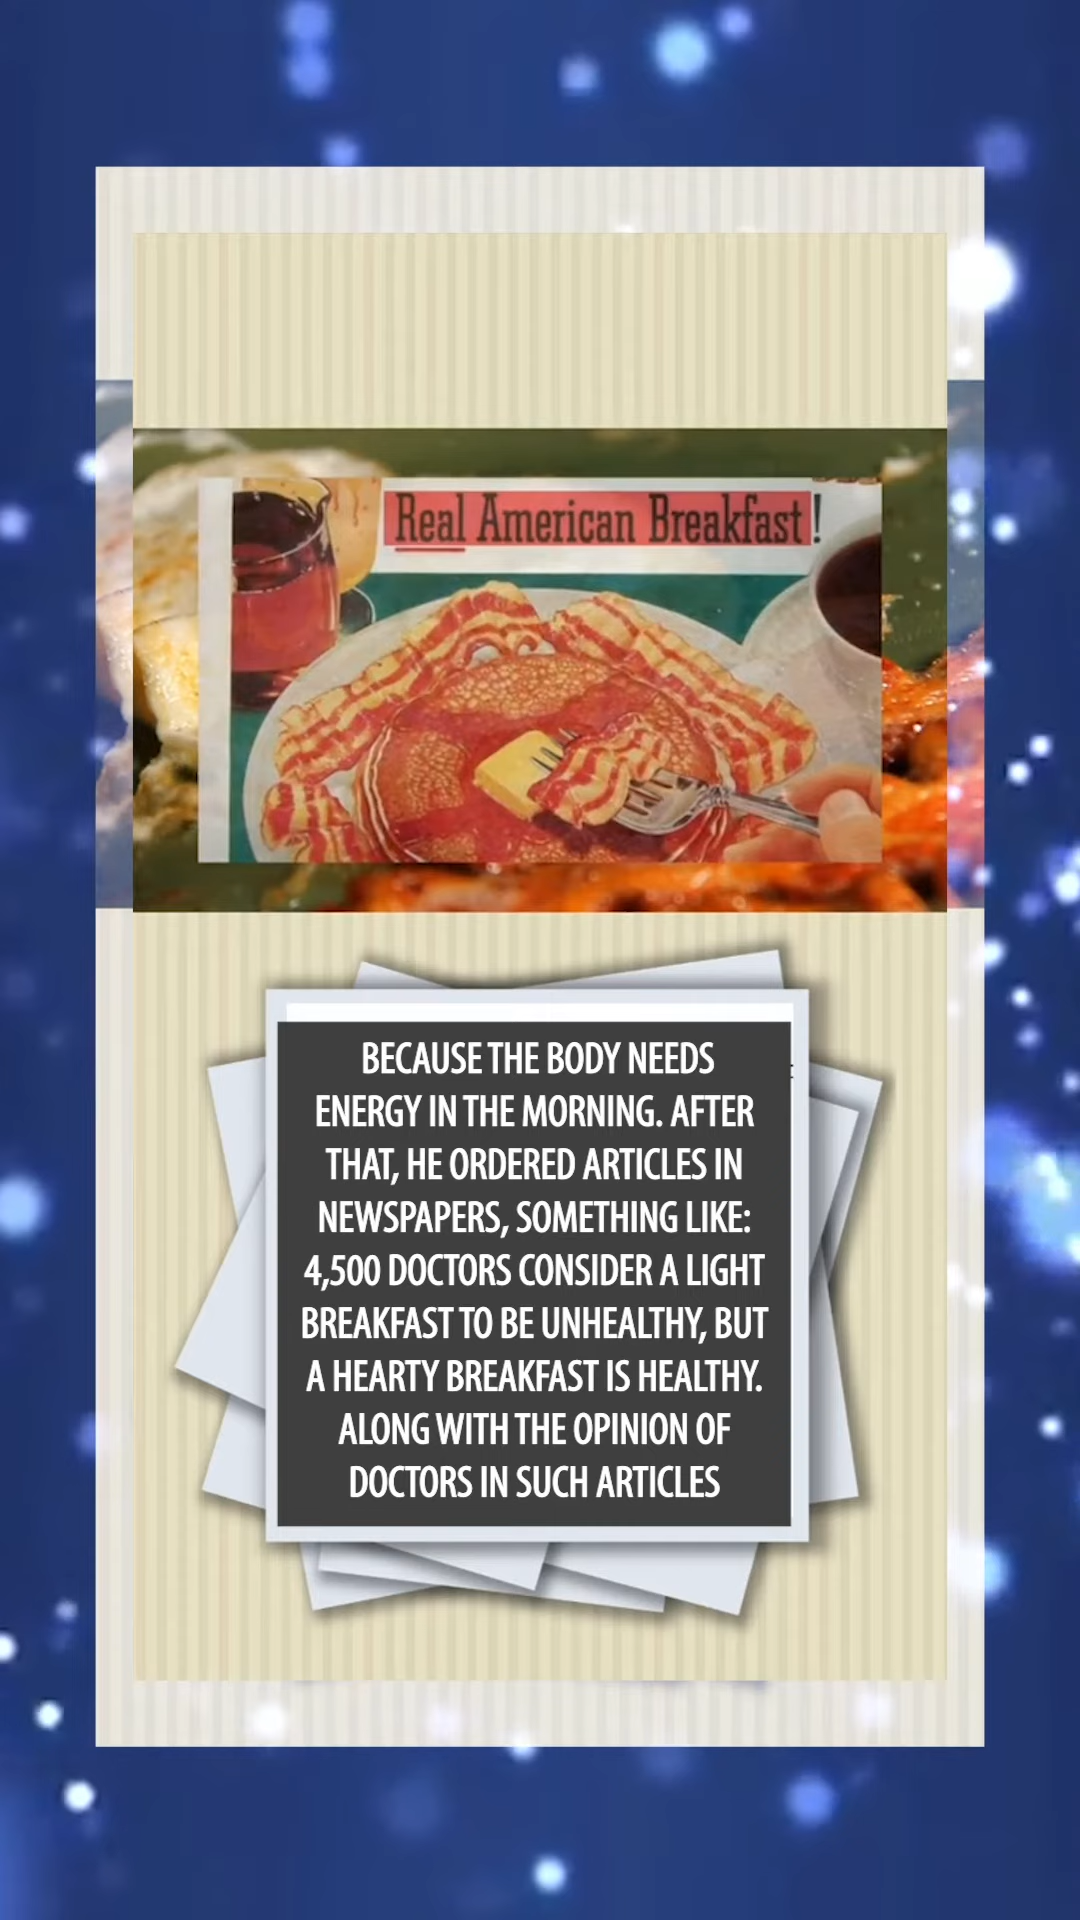 Real American Breakfast!
BECAUSE THE BODY NEEDS
ENERGY IN THE MORNING. AFTER
THAT, HE ORDERED ARTICLES IN
NEWSPAPERS, SOMETHING LIKE:
4,500 DOCTORS CONSIDER A LIGHT
BREAKFAST TO BE UNHEALTHY, BUT
A HEARTY BREAKFAST IS HEALTHY.
ALONG WITH THE OPINION OF
DOCTORS IN SUCH ARTICLES